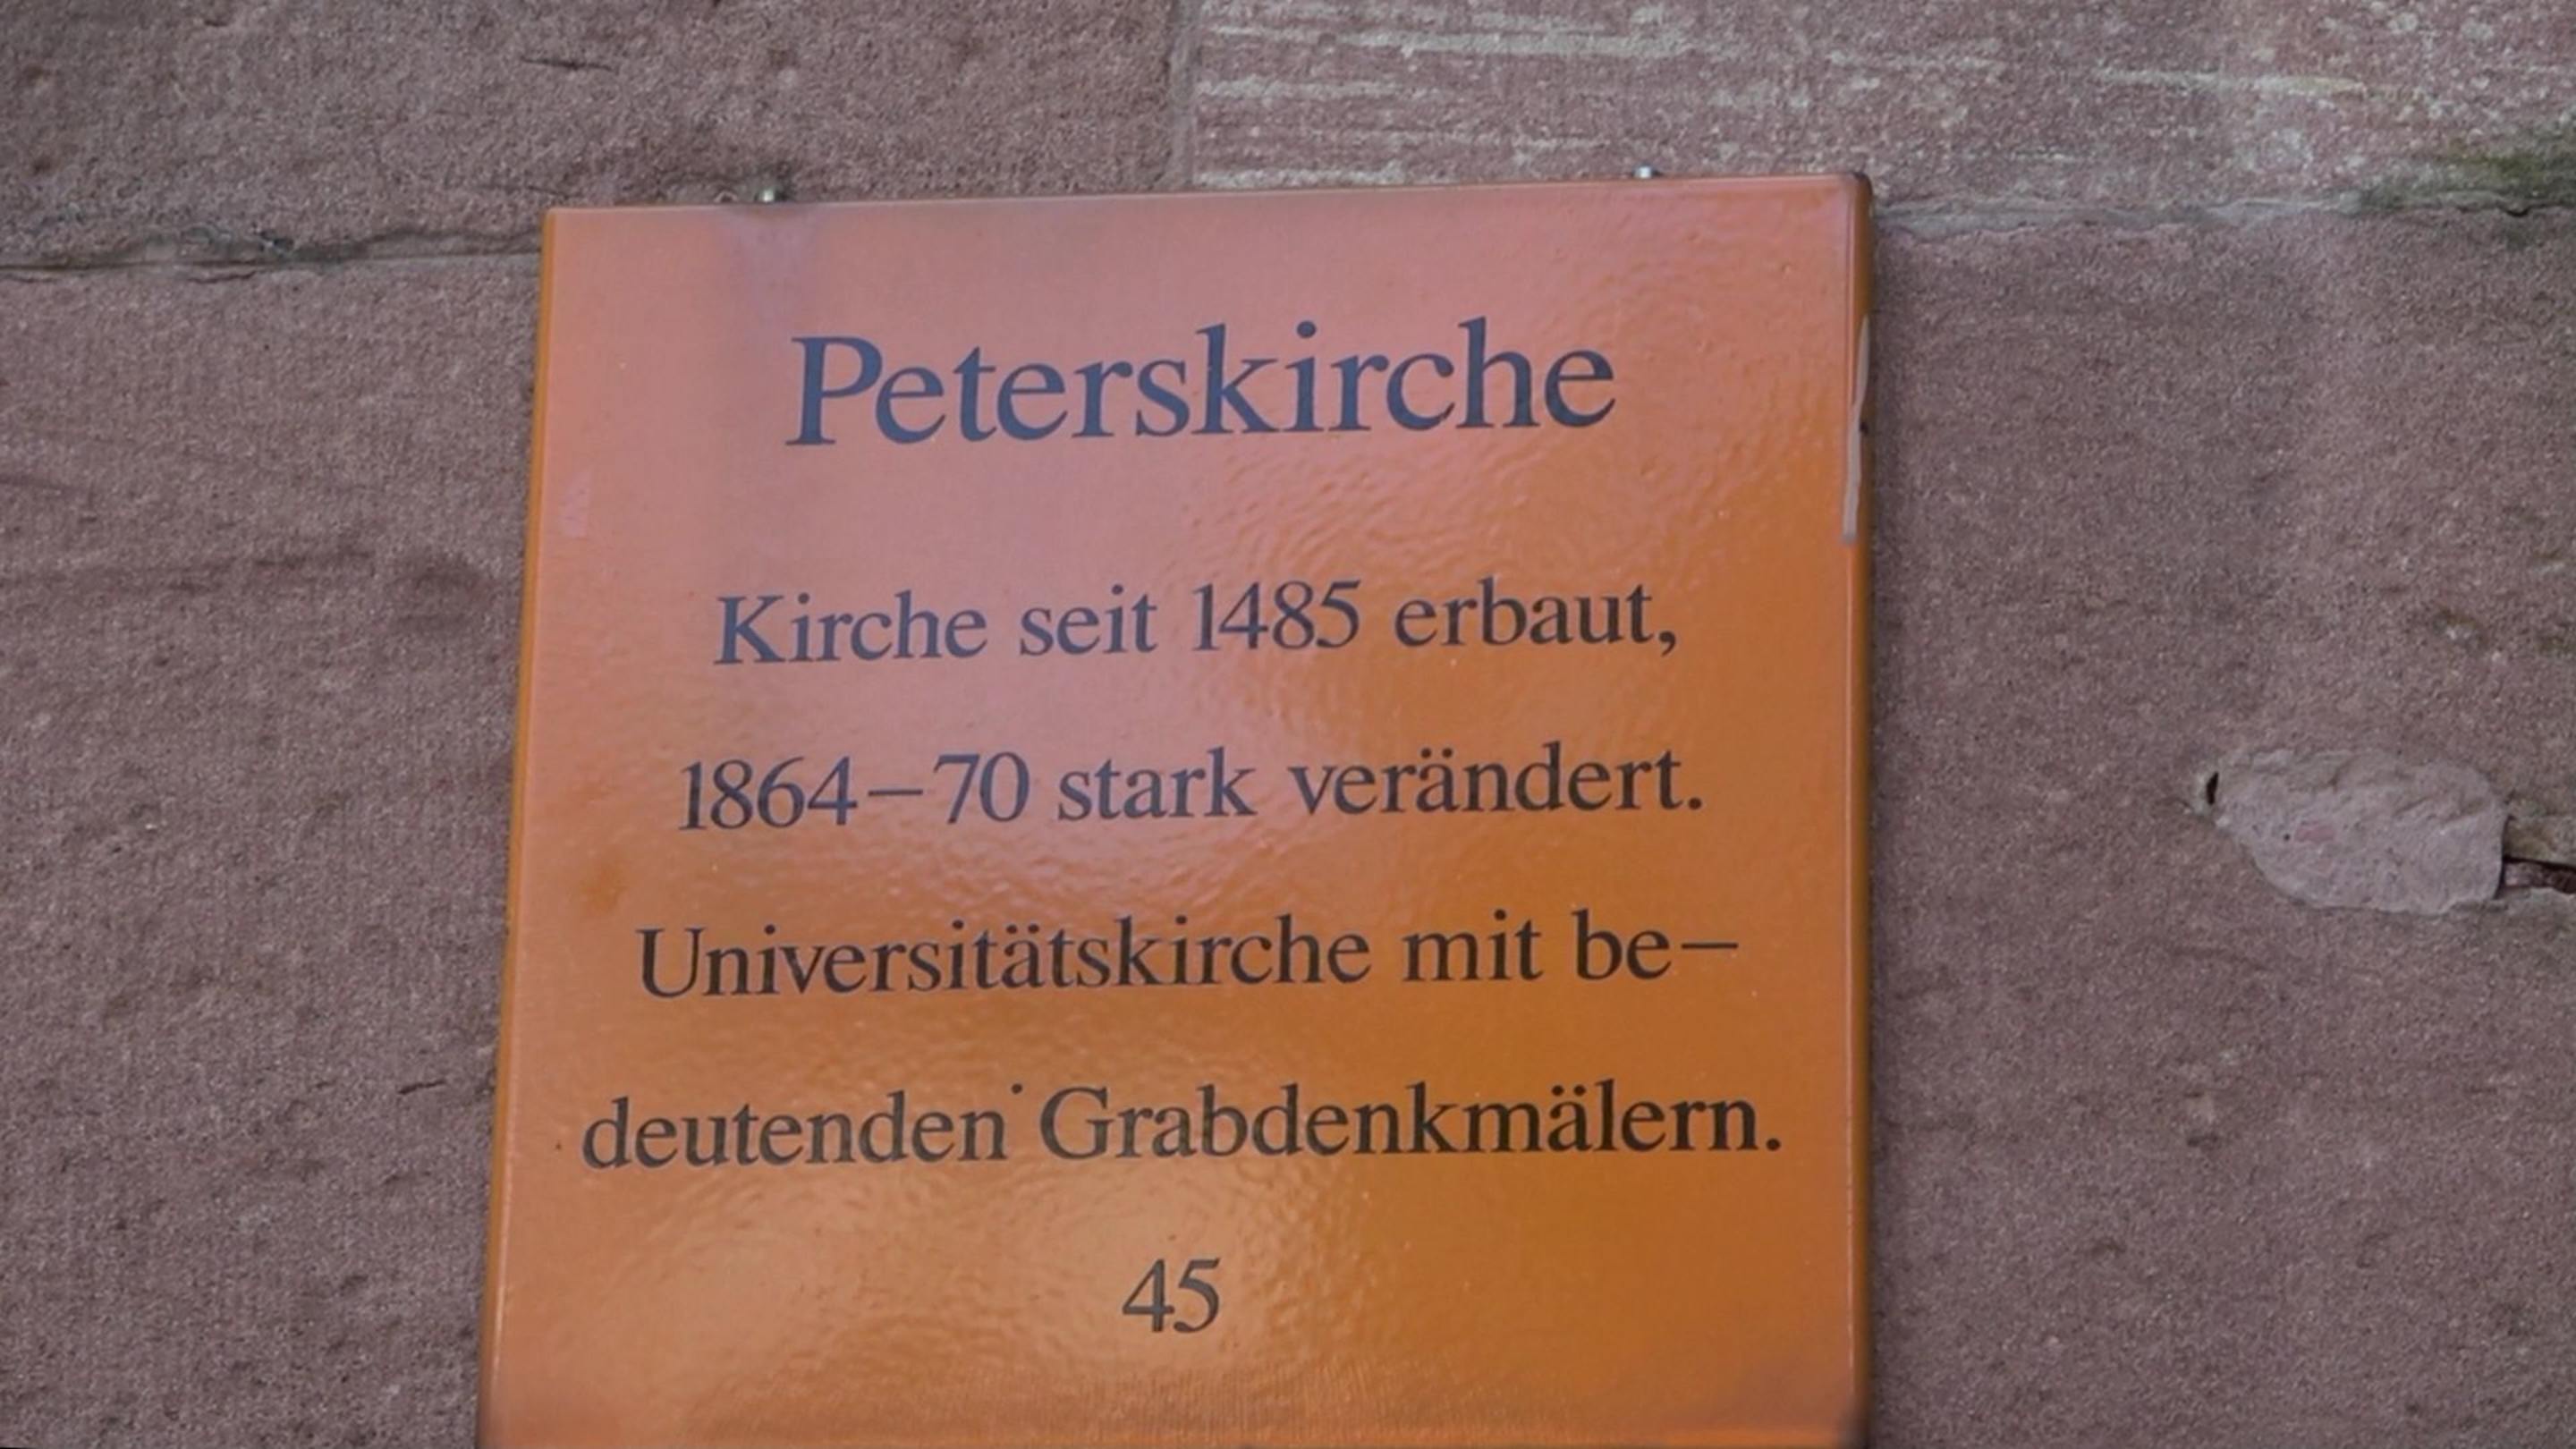 Peterskirche
Kirche seit 1485 erbaut,
1864–70 stark verändert.
Universitätskirche mit be–
deutenden Grabdenkmälern.
45